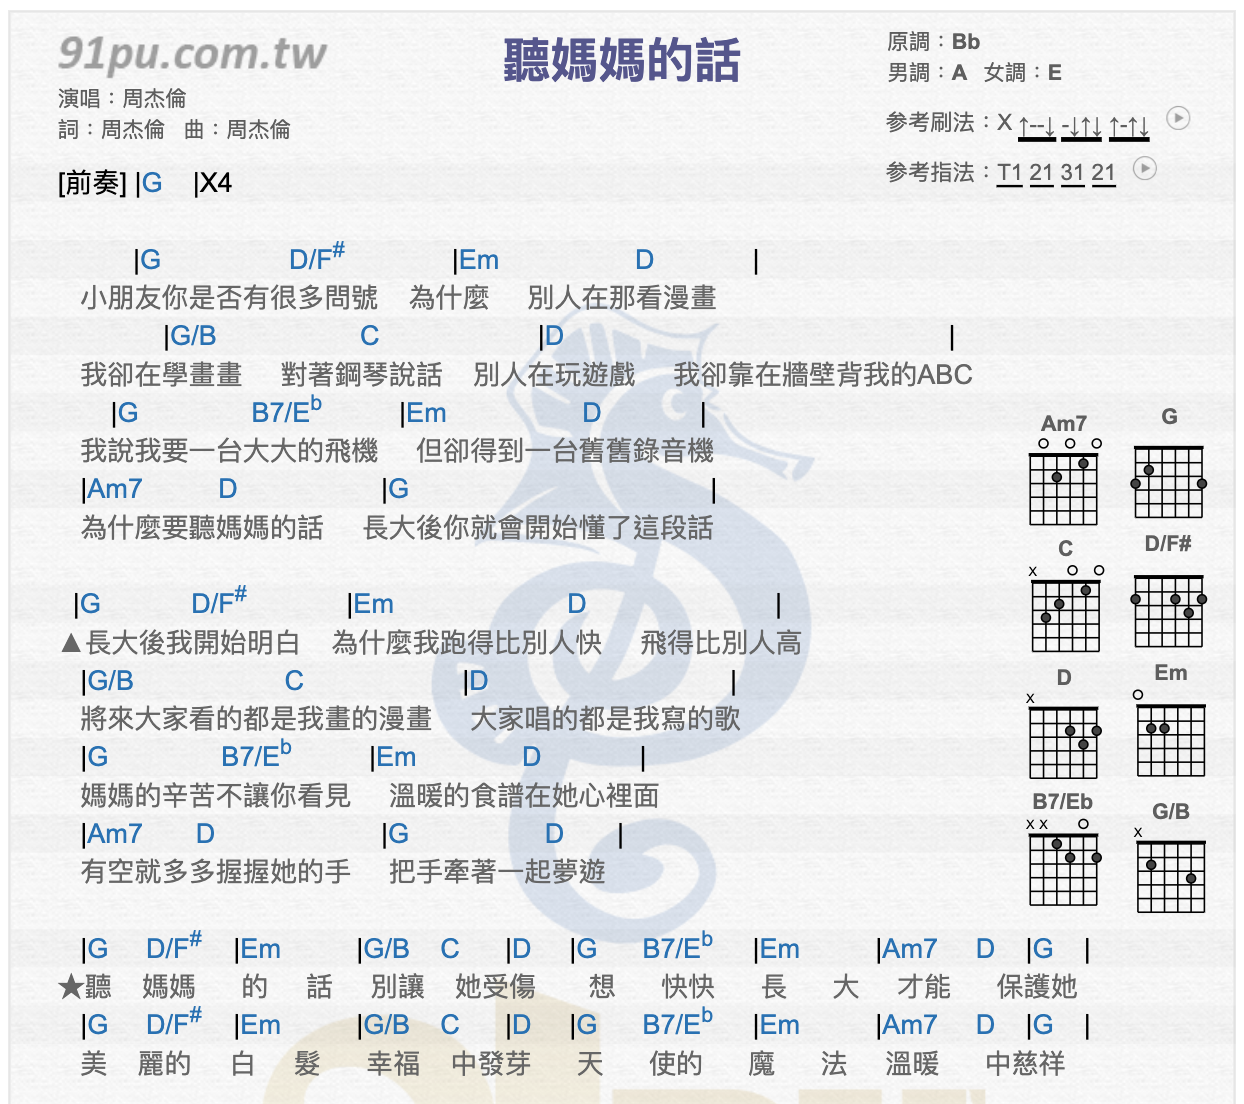 91pu.com.tw
聽媽媽的話
原調：Bb
男調：A 女調：E
演唱：周杰倫
詞：周杰倫 曲：周杰倫
參考刷法：X ↑--↓ -↓↑↓ ↑-↑↓
參考指法：T1 21 31 21
[前奏] |G |X4
|G D/F# |Em D |
小朋友你是否有很多問號 為什麼 別人在那看漫畫
|G/B C |D |
我卻在學畫畫 對著鋼琴說話 別人在玩遊戲 我卻靠在牆壁背我的ABC
|G B7/Eb |Em D |
我說我要一台大大的飛機 但卻得到一台舊舊錄音機
|Am7 D |G |
為什麼要聽媽媽的話 長大後你就會開始懂了這段話
|G D/F# |Em D |
▲長大後我開始明白 為什麼我跑得比別人快 飛得比別人高
|G/B C |D |
將來大家看的都是我畫的漫畫 大家唱的都是我寫的歌
|G B7/Eb |Em D |
媽媽的辛苦不讓你看見 溫暖的食譜在她心裡面
|Am7 D |G D |
有空就多多握握她的手 把手牽著一起夢遊
|G D/F# |Em |G/B C |D |G B7/Eb |Em |Am7 D |G |
★聽 媽媽 的 話 別讓 她受傷 想 快快 長 大 才能 保護她
|G D/F# |Em |G/B C |D |G B7/Eb |Em |Am7 D |G |
美 麗的 白 髮 幸福 中發芽 天 使的 魔 法 溫暖 中慈祥
Am7 G
C D/F#
x
D Em
x
B7/Eb G/B
x x x